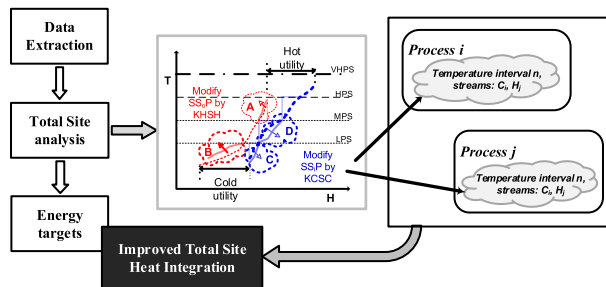 Data
Extraction
Total Site
analysis
Energy
targets
Improved Total Site
Heat Integration
T
Hot
utility
VHPS
HPS
MPS
LPS
Modify
SSₒP by
KHSH
A
B
C
D
Modify
SSᵢP by
KCSC
Cold
utility
H
Process i
Temperature interval n,
streams: Cᵢ, Hⱼ
Process j
Temperature interval n,
streams: Cᵢ, Hⱼ